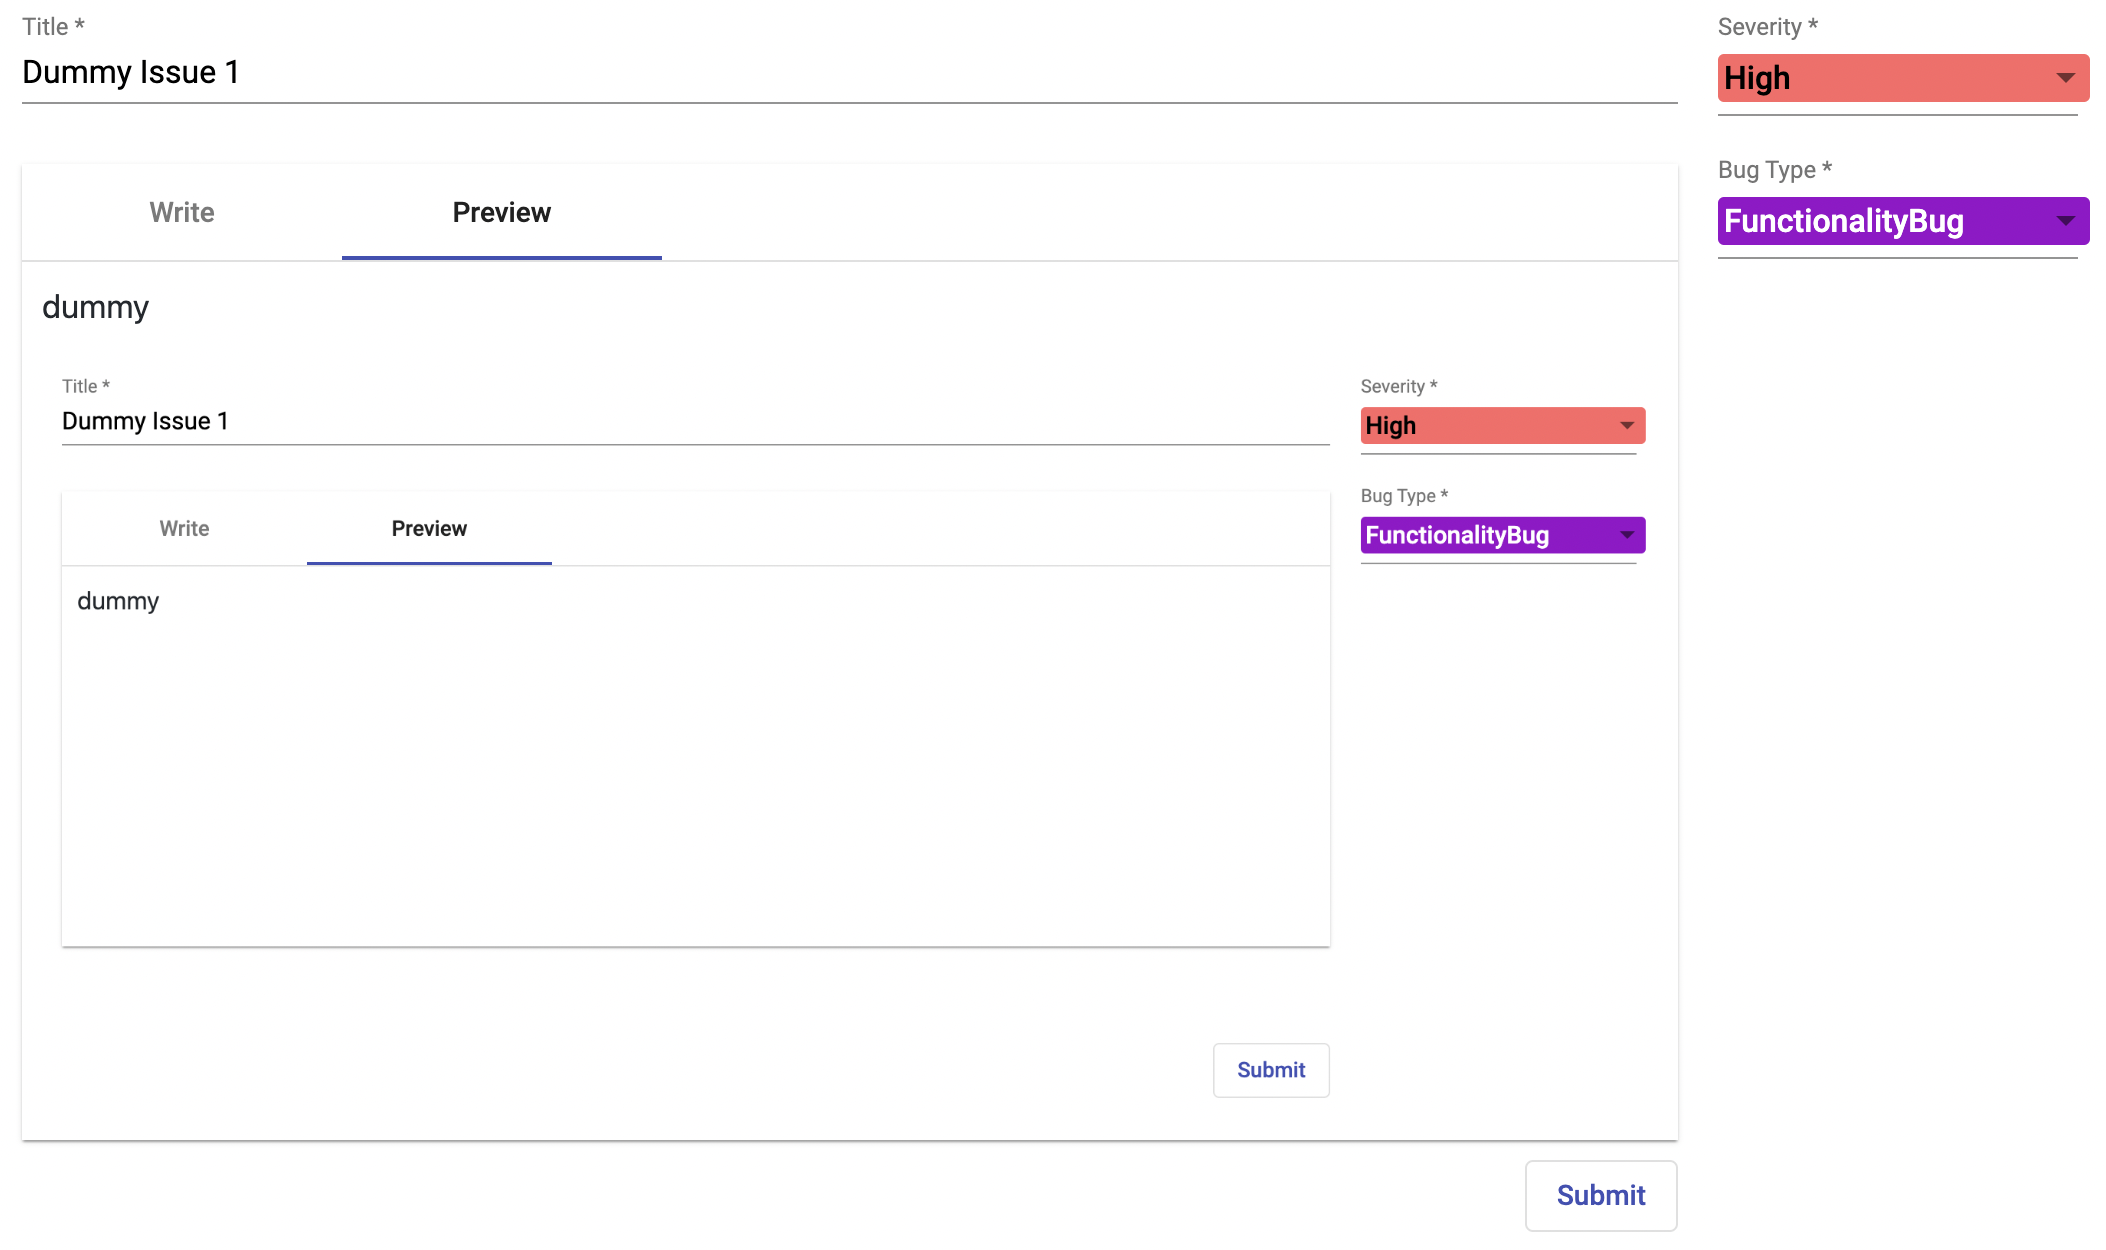 Title *
Dummy Issue 1
Severity *
High
Bug Type *
FunctionalityBug
Write
Preview
dummy
Title *
Dummy Issue 1
Severity *
High
Bug Type *
FunctionalityBug
Write
Preview
dummy
Submit
Submit